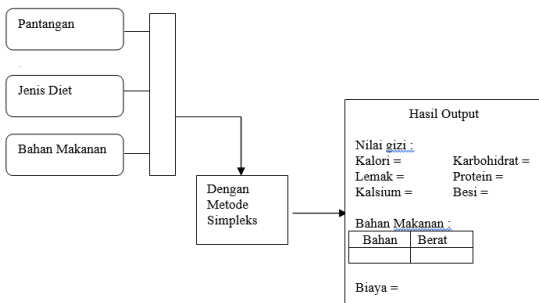 Pantangan
Jenis Diet
Bahan Makanan
Dengan
Metode
Simpleks
Hasil Output
Nilai gizi :
Kalori = Karbohidrat =
Lemak = Protein =
Kalsium = Besi =
Bahan Makanan :
Bahan Berat
Biaya =